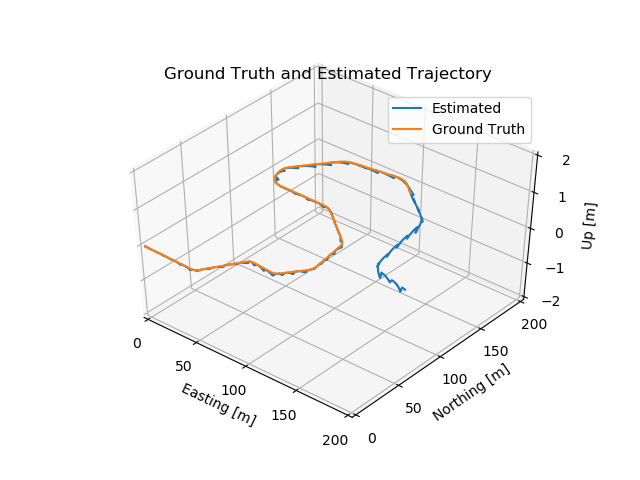 Ground Truth and Estimated Trajectory
Estimated
Ground Truth
2
1
0
−1
−2
Up [m]
0
50
100
150
200
Easting [m]
0
50
100
150
200
Northing [m]